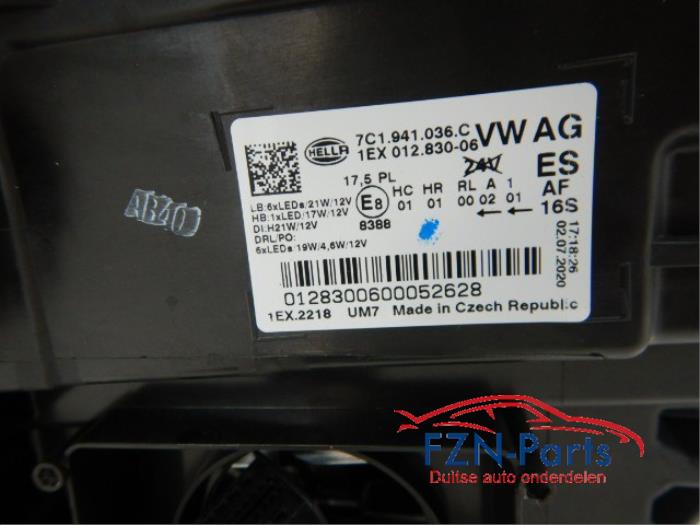 HELLA 7C1.941.036.C VW AG
1EX 012.830-06
17,5 PL ES
LB:6xLEDs/21W/12V E8 HC HR RL A 1 AF
HB:1xLED/17W/12V 01 01 00 02 01 16S
DI:H21W/12V 8388
DRL/PO:
6xLEDs/19W/4,6W/12V
17:18:26
02.07.2020
0128300600052628
1EX.2218 UM7 Made in Czech Republic
AB40
FZN-Parts
Duitse auto onderdelen